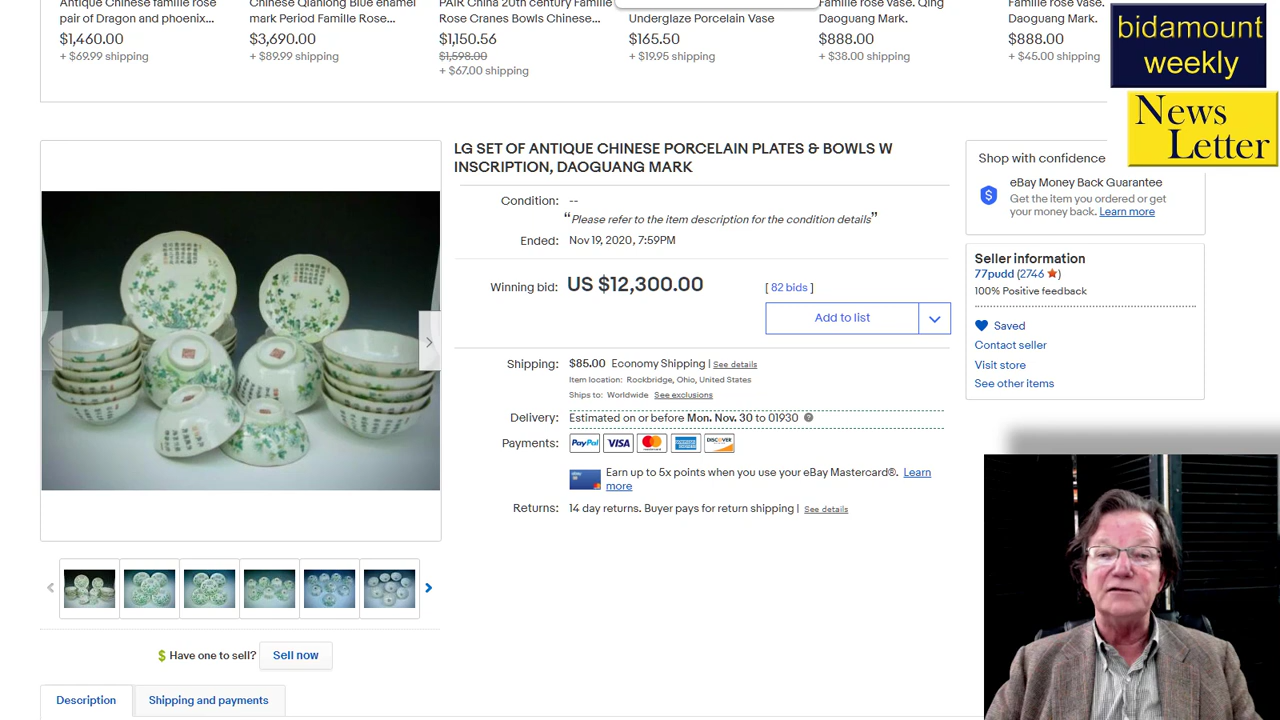 Antique Chinese famille rose
pair of Dragon and phoenix...
$1,460.00
+ $69.99 shipping
Chinese Qianlong Blue enamel
mark Period Famille Rose...
$3,690.00
+ $89.99 shipping
PAIR China 20th century Famille
Rose Cranes Bowls Chinese...
$1,150.56
$1,598.00
+ $67.00 shipping
Underglaze Porcelain Vase
$165.50
+ $19.95 shipping
Famille rose Vase. Qing
Daoguang Mark.
$888.00
+ $38.00 shipping
Famille rose vase.
Daoguang Mark.
$888.00
+ $45.00 shipping
bidamount
weekly
News
Letter
LG SET OF ANTIQUE CHINESE PORCELAIN PLATES & BOWLS W
INSCRIPTION, DAOGUANG MARK
Condition: --
“Please refer to the item description for the condition details”
Ended: Nov 19, 2020, 7:59PM
Winning bid: US $12,300.00 [ 82 bids ]
Add to list
Shipping: $85.00 Economy Shipping | See details
Item location: Rockbridge, Ohio, United States
Ships to: Worldwide See exclusions
Delivery: Estimated on or before Mon. Nov. 30 to 01930
Payments: PayPal VISA mastercard DISCOVER
Earn up to 5x points when you use your eBay Mastercard®. Learn
more
Returns: 14 day returns. Buyer pays for return shipping | See details
Shop with confidence
eBay Money Back Guarantee
Get the item you ordered or get
your money back. Learn more
Seller information
77pudd (2746 )
100% Positive feedback
Saved
Contact seller
Visit store
See other items
$ Have one to sell? Sell now
Description
Shipping and payments